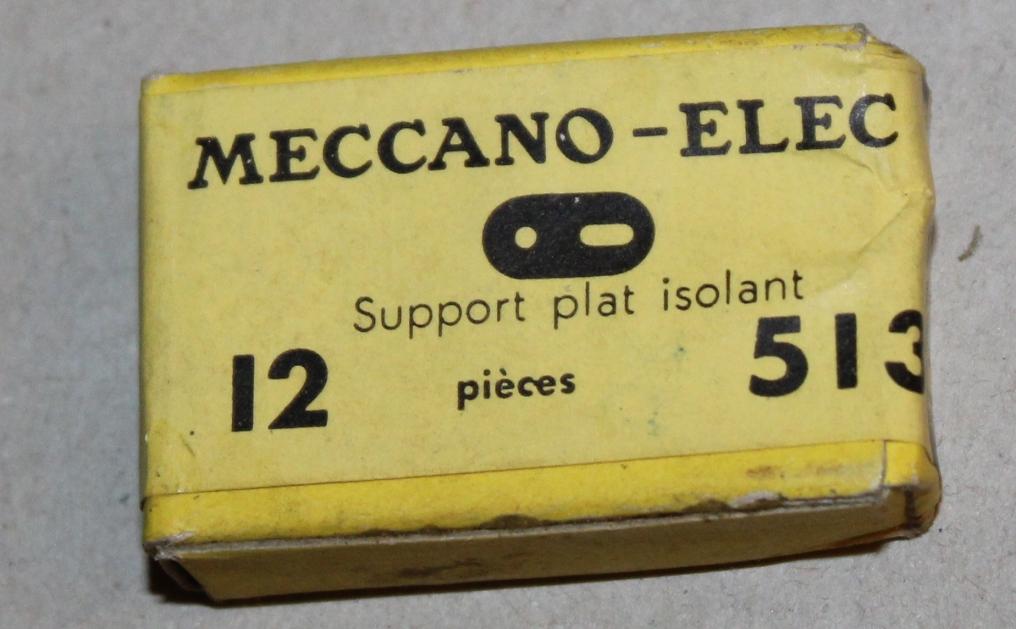 MECCANO-ELEC
Support plat isolant
12 pièces 513